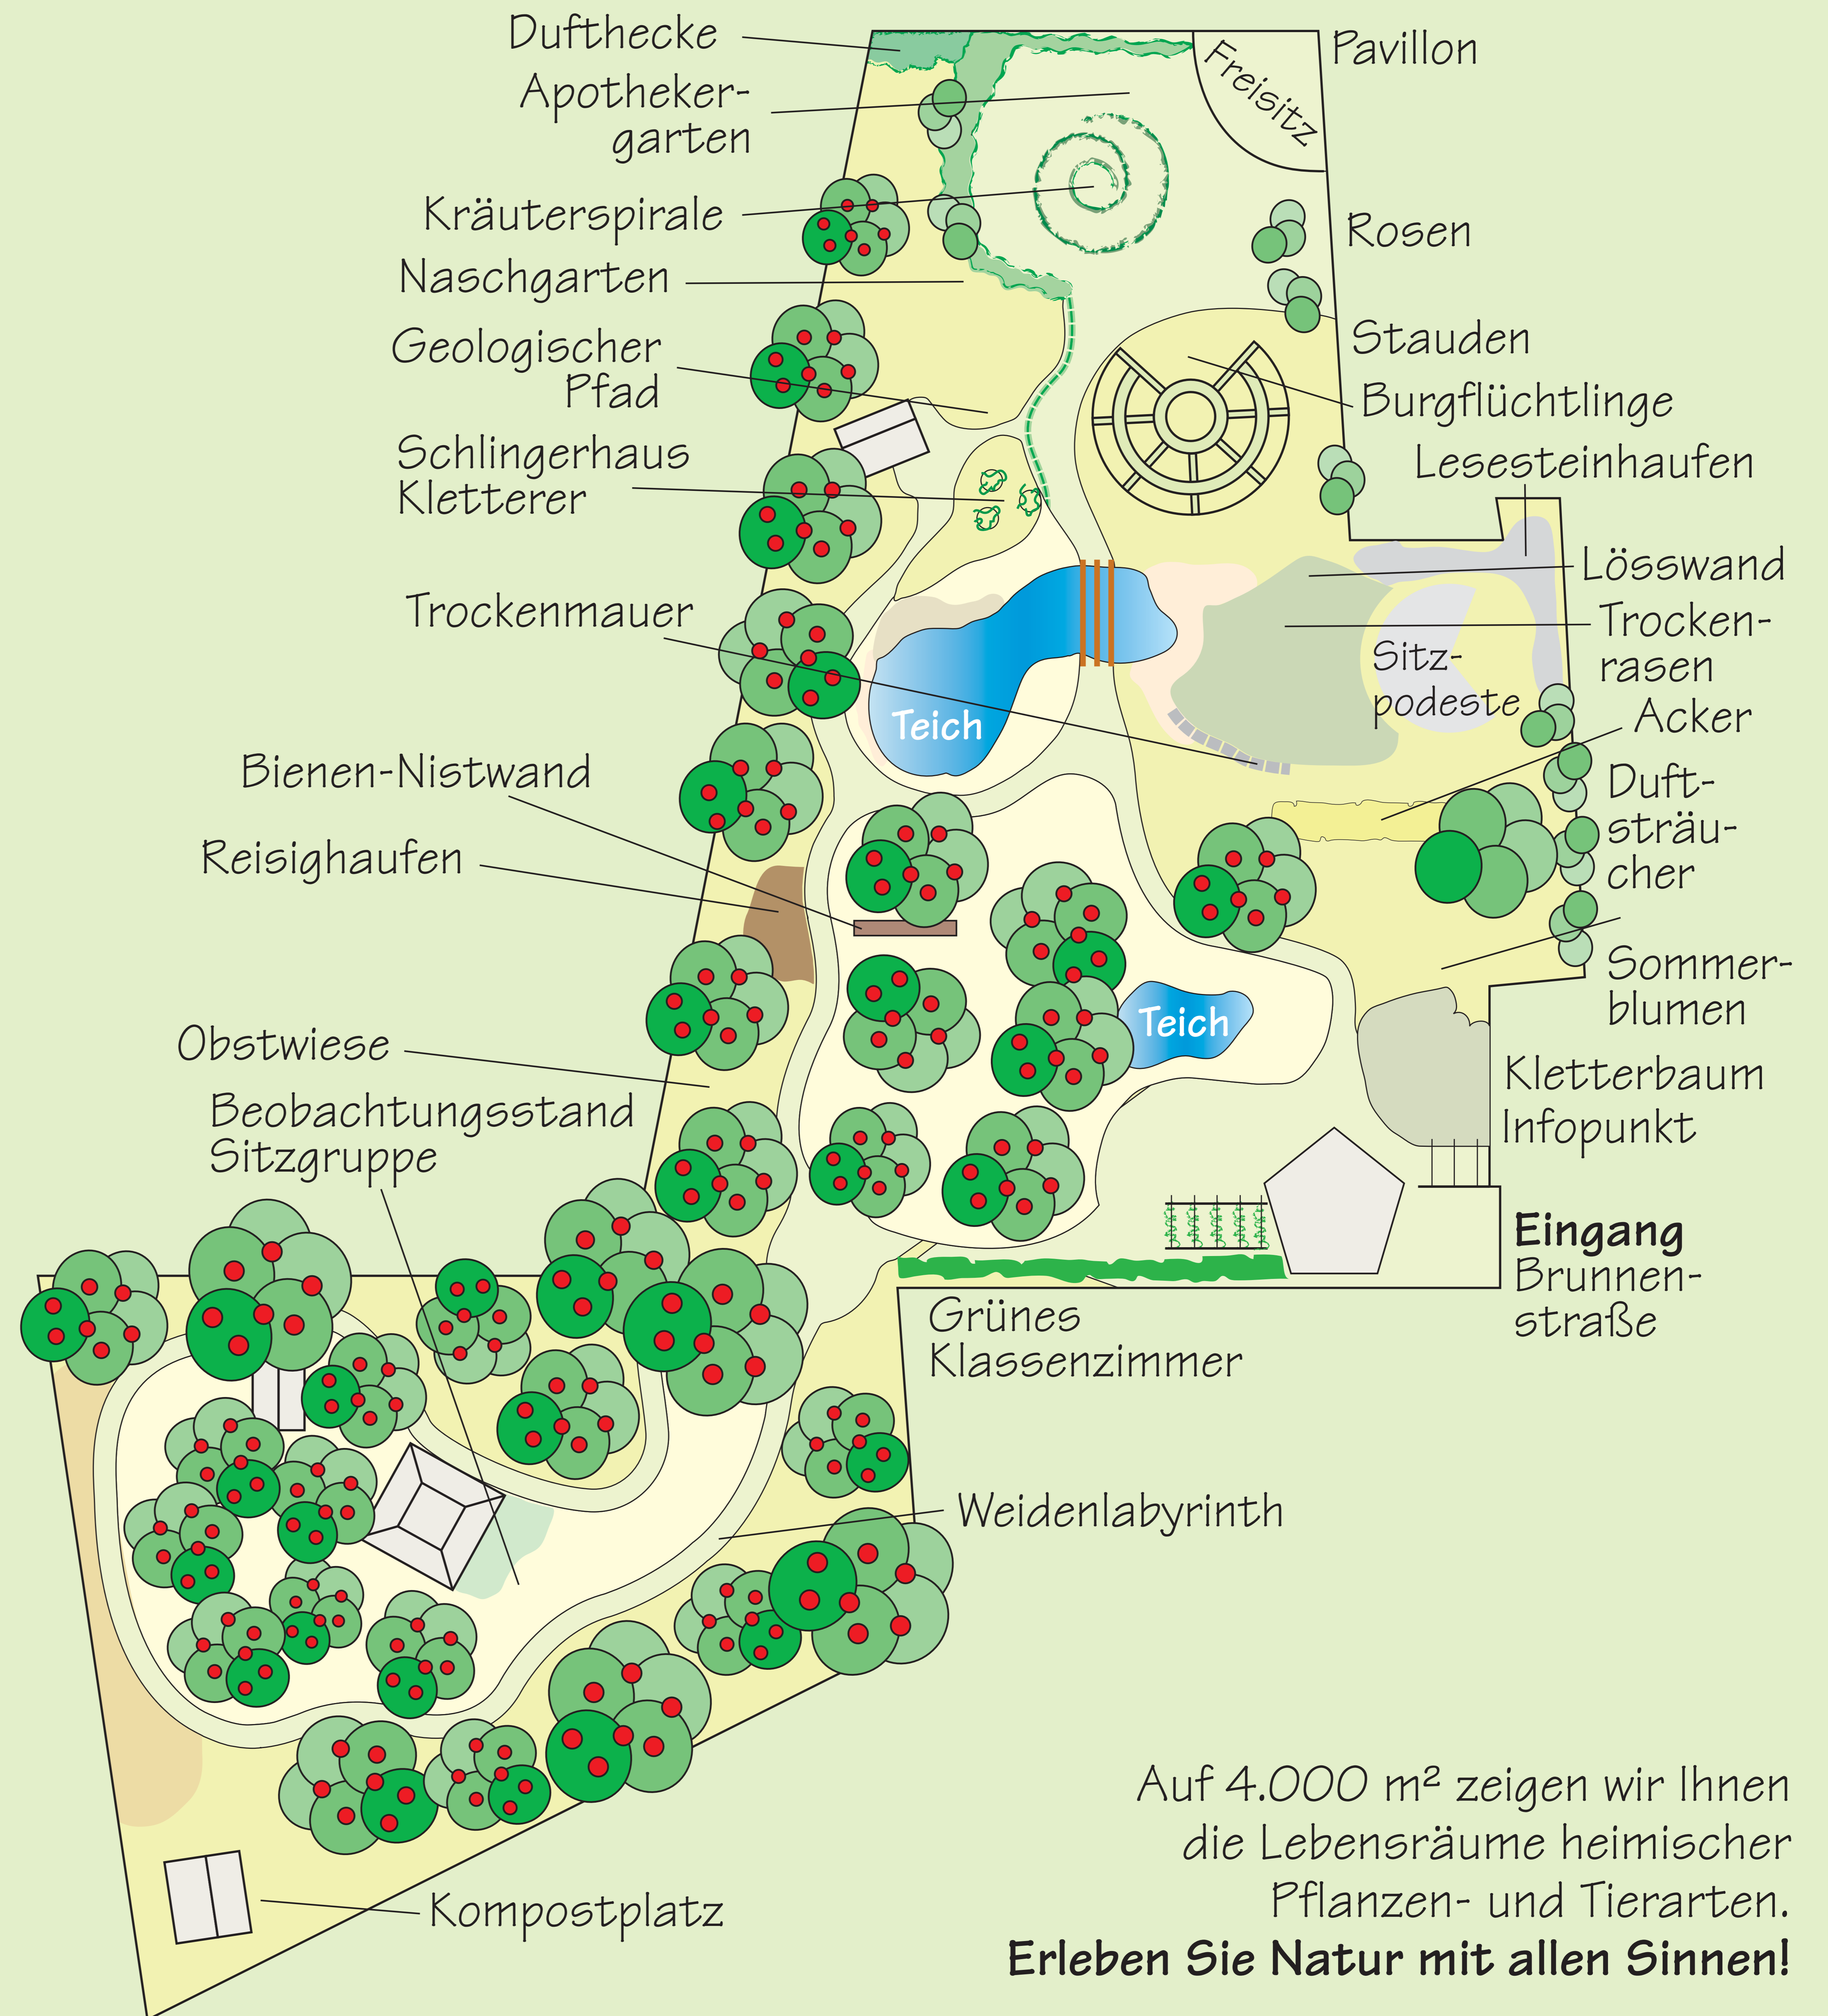 Dufthecke
Apotheker-
garten
Kräuterspirale
Naschgarten
Geologischer
Pfad
Schlingerhaus
Kletterer
Trockenmauer
Bienen-Nistwand
Reisighaufen
Obstwiese
Beobachtungsstand
Sitzgruppe
Freisitz
Pavillon
Rosen
Stauden
Burgflüchtlinge
Lesesteinhaufen
Lösswand
Trocken-
rasen
Sitz-
podeste
Acker
Duft-
sträu-
cher
Sommer-
blumen
Teich
Teich
Kletterbaum
Infopunkt
Eingang
Brunnen-
straße
Grünes
Klassenzimmer
Weidenlabyrinth
Kompostplatz
Auf 4.000 m² zeigen wir Ihnen
die Lebensräume heimischer
Pflanzen- und Tierarten.
Erleben Sie Natur mit allen Sinnen!